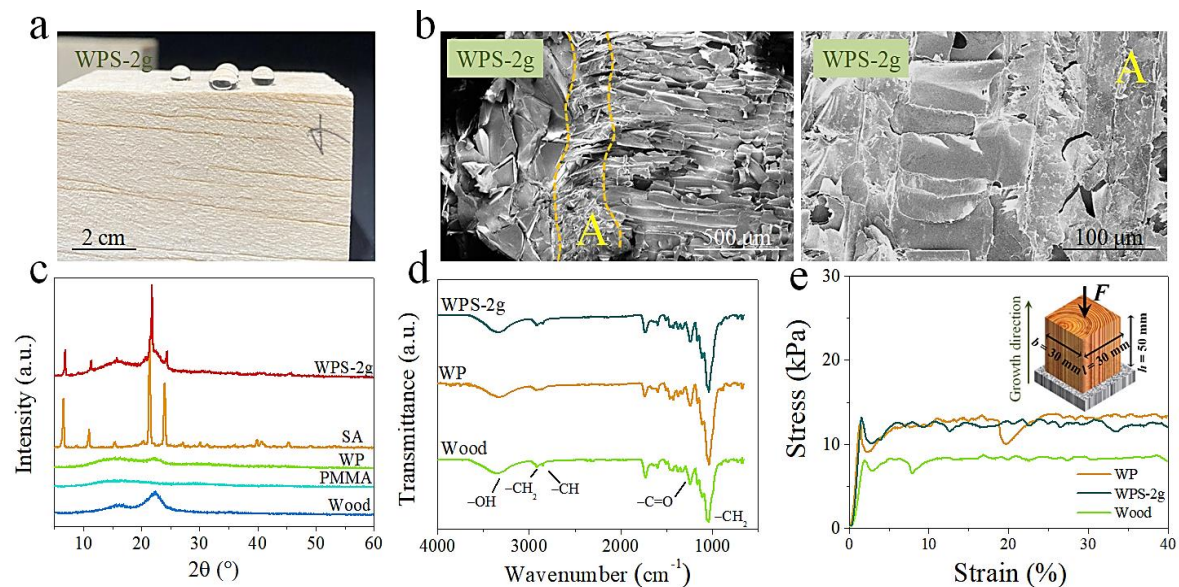 a
WPS-2g
2 cm
b
WPS-2g
A
500 μm
WPS-2g
A
100 μm
c
Intensity (a.u.)
WPS-2g
SA
WP
PMMA
Wood
10 20 30 40 50 60
2θ (°)
d
Transmittance (a.u.)
WPS-2g
WP
Wood
–OH
–CH₂
–CH
–C=O
–CH₂
4000 3000 2000 1000
Wavenumber (cm⁻¹)
e
Stress (kPa)
30
20
10
0
F
Growth direction
b = 30 mm
l = 30 mm
h = 50 mm
WP
WPS-2g
Wood
0 10 20 30 40
Strain (%)